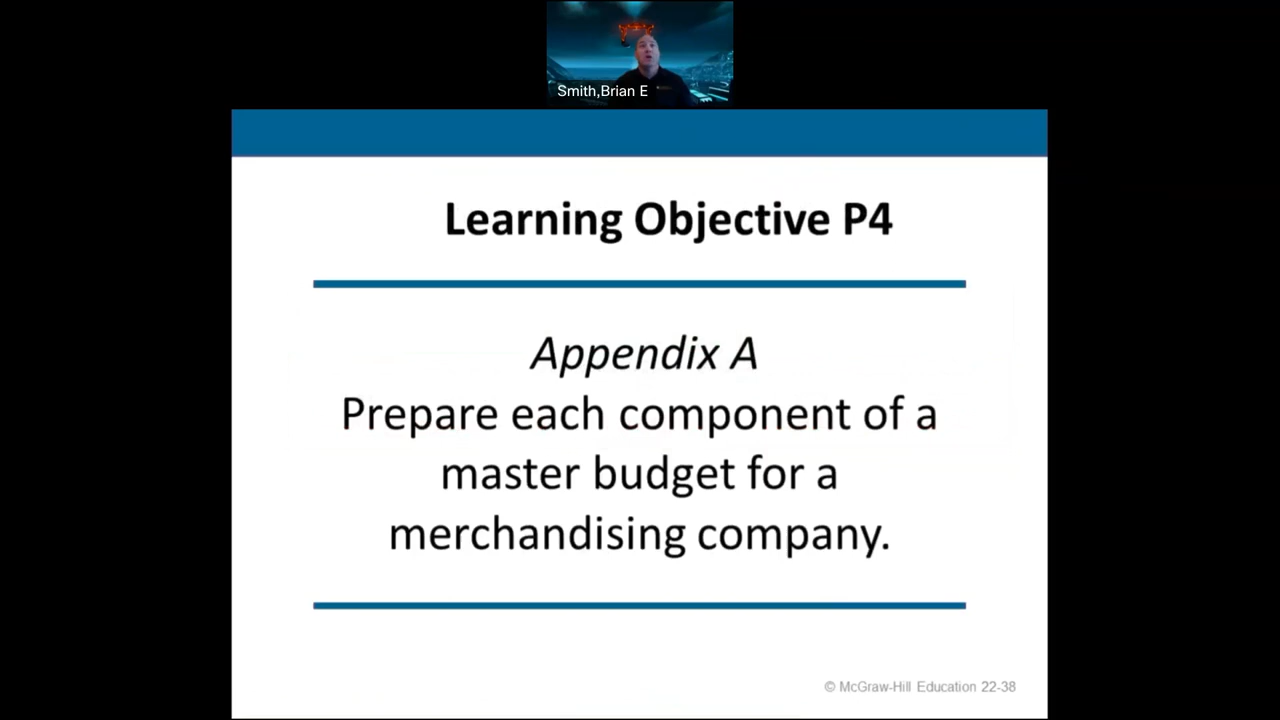 Smith,Brian E
Learning Objective P4
Appendix A
Prepare each component of a
master budget for a
merchandising company.
© McGraw-Hill Education 22-38